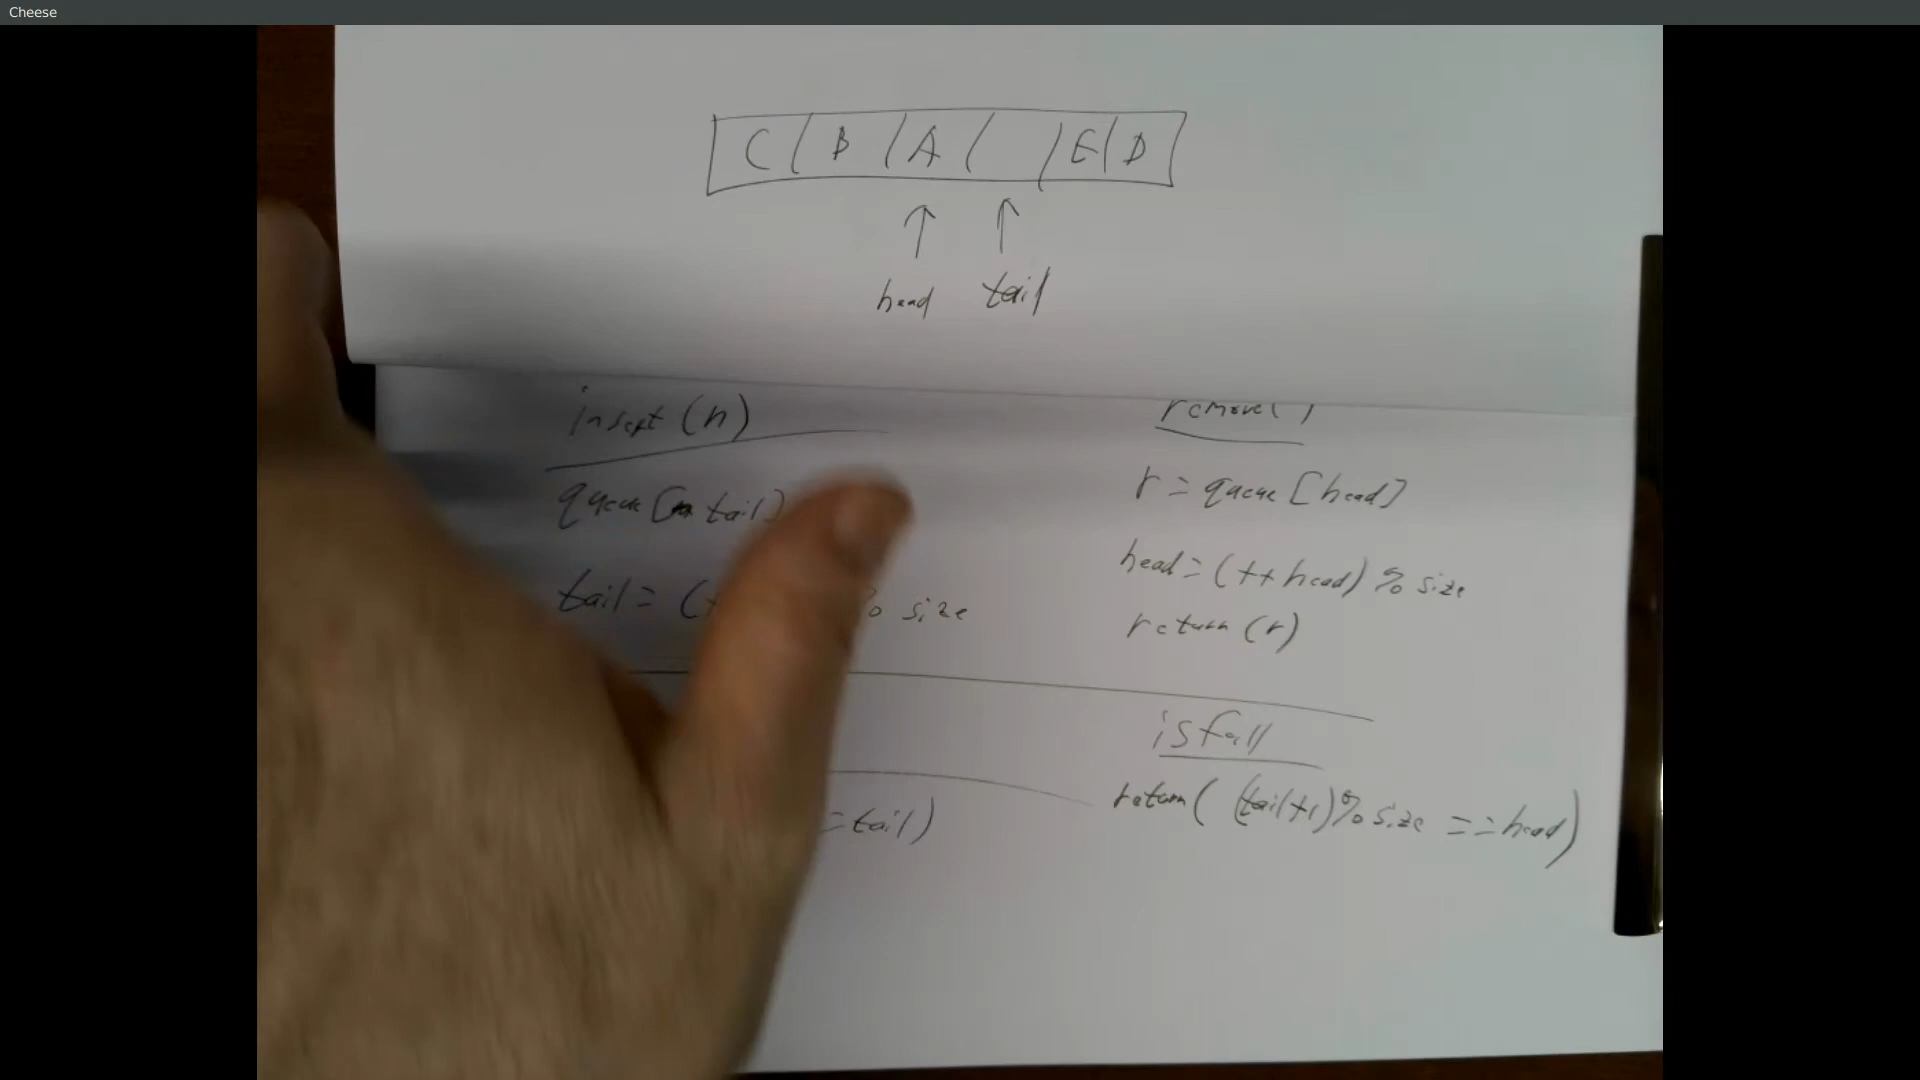 Cheese
C B A E D
head tail
insert (n)
queue [ tail ]
tail = ( % size
= tail )
remove ( )
r = queue [ head ]
head = ( ++ head ) % size
return ( r )
isfull
return ( ( tail + 1 ) % size == head )